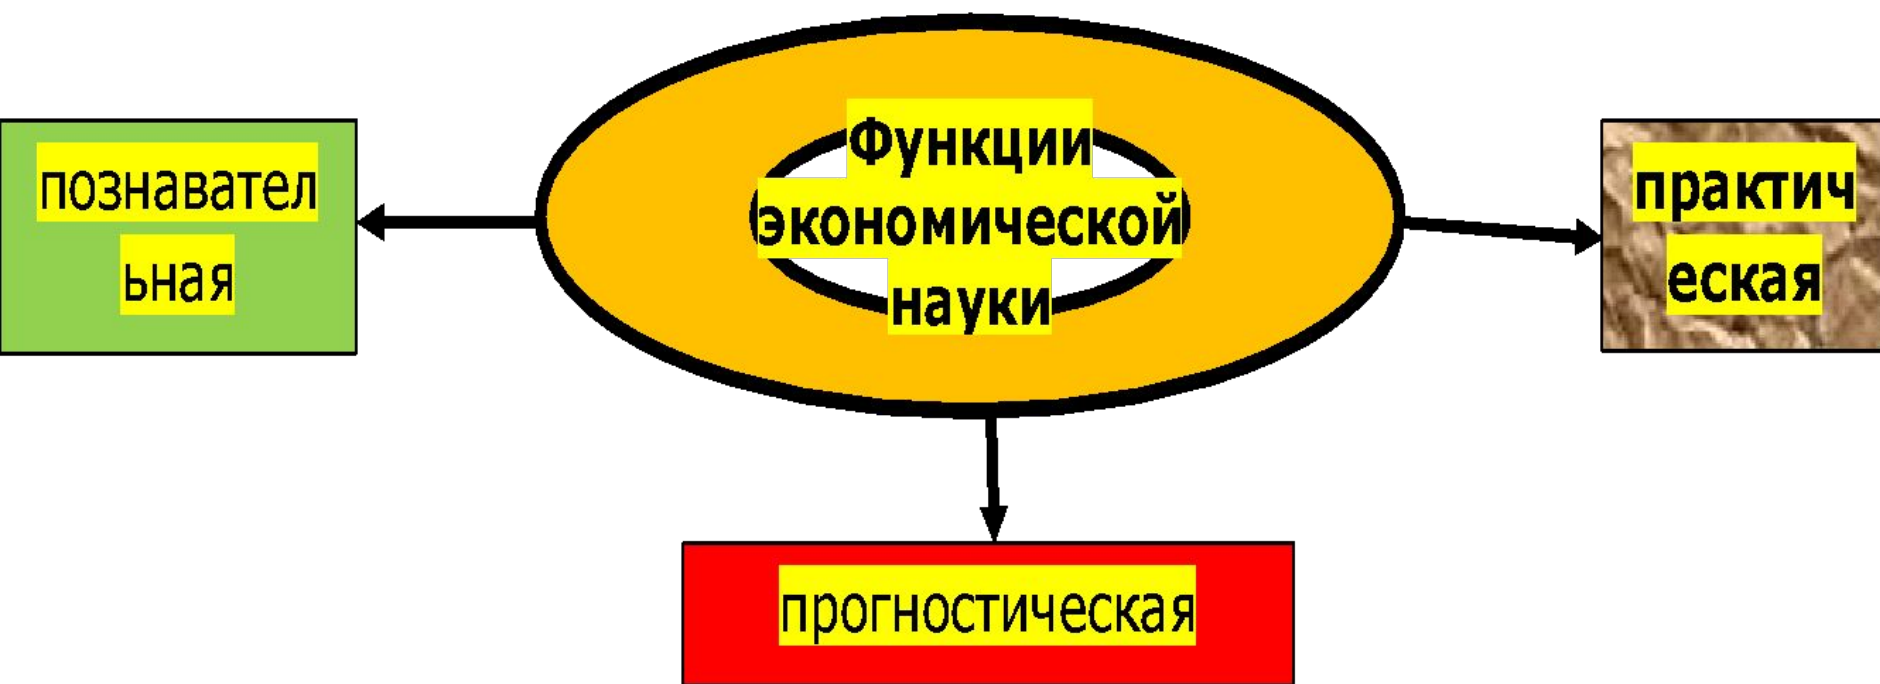 Функции
экономической
науки
познавател
ьная
практич
еская
прогностическая